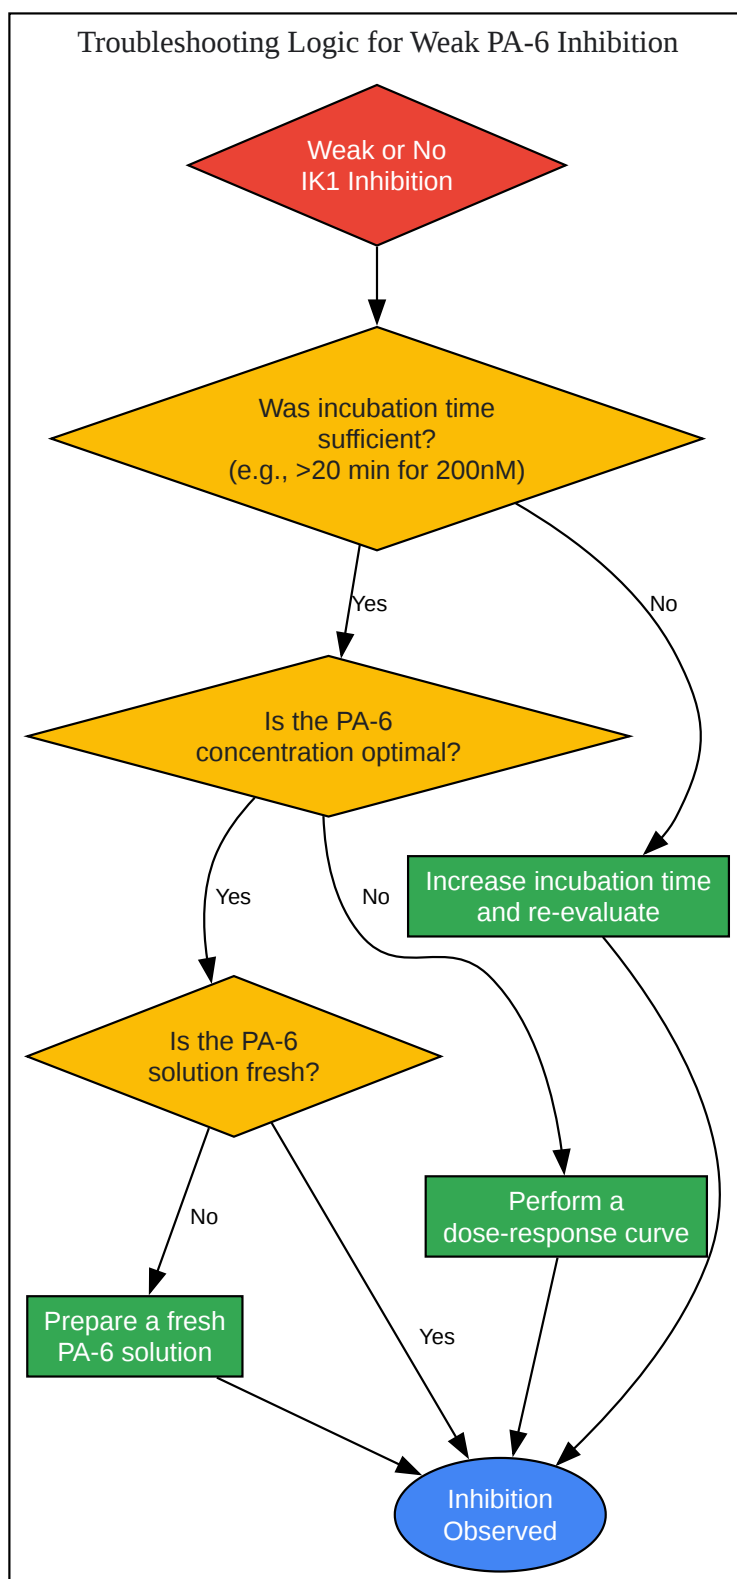 Troubleshooting Logic for Weak PA-6 Inhibition
Weak or No
IK1 Inhibition
Was incubation time
sufficient?
(e.g., >20 min for 200nM)
Yes
No
Is the PA-6
concentration optimal?
Yes
No
Increase incubation time
and re-evaluate
Is the PA-6
solution fresh?
No
Yes
Perform a
dose-response curve
Prepare a fresh
PA-6 solution
Inhibition
Observed